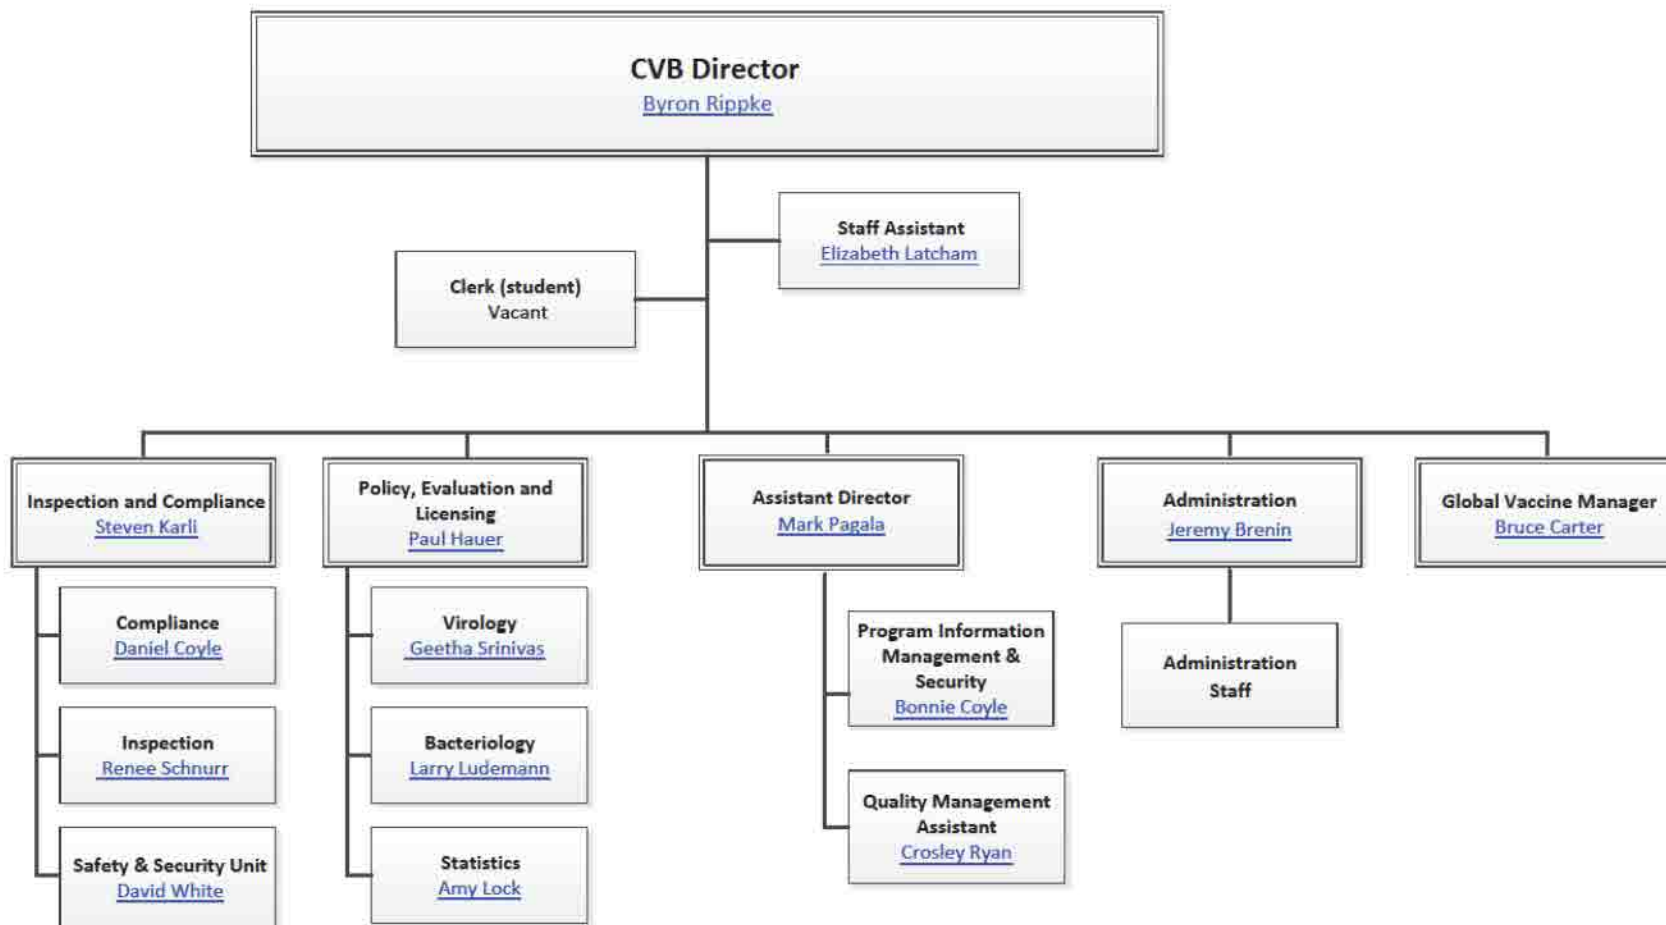 CVB Director
Byron Rippke
Staff Assistant
Elizabeth Latcham
Clerk (student)
Vacant
Inspection and Compliance
Steven Karli
Policy, Evaluation and
Licensing
Paul Hauer
Assistant Director
Mark Pagala
Administration
Jeremy Brenin
Global Vaccine Manager
Bruce Carter
Compliance
Daniel Coyle
Inspection
Renee Schnurr
Safety & Security Unit
David White
Virology
Geetha Srinivas
Bacteriology
Larry Ludemann
Statistics
Amy Lock
Program Information
Management &
Security
Bonnie Coyle
Quality Management
Assistant
Crosley Ryan
Administration
Staff